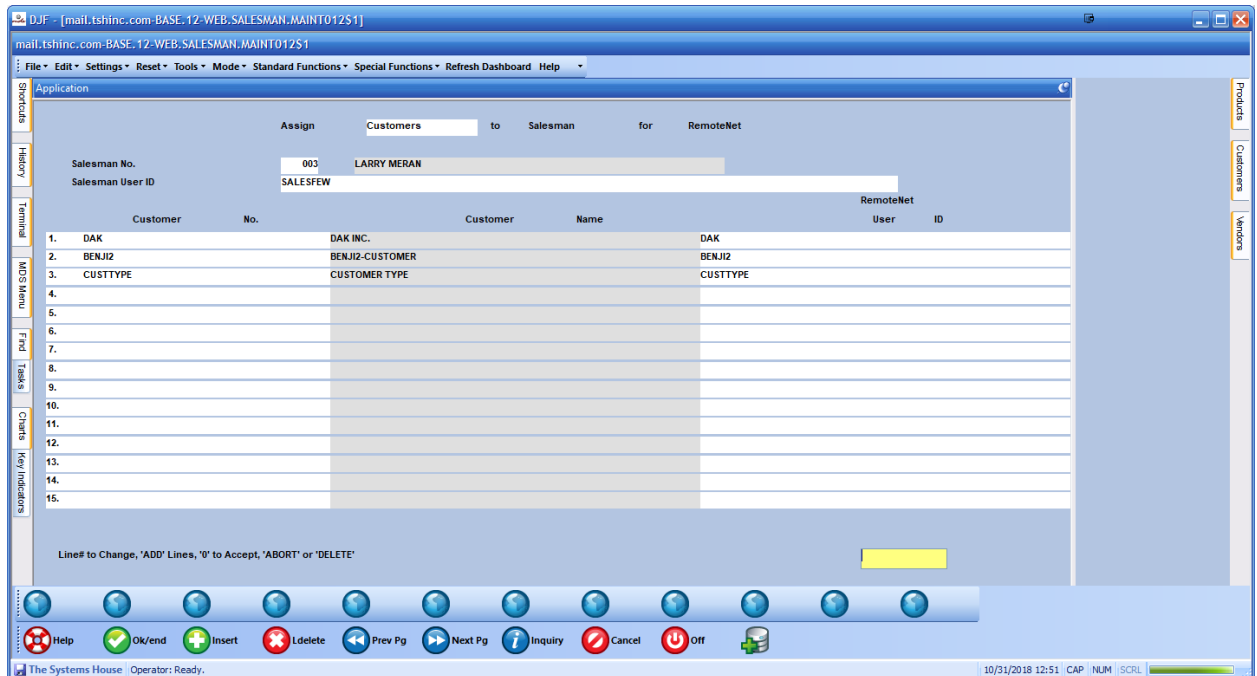 DJF - [mail.tshinc.com-BASE.12-WEB.SALESMAN.MAINT012$1]
mail.tshinc.com-BASE.12-WEB.SALESMAN.MAINT012$1
File Edit Settings Reset Tools Mode Standard Functions Special Functions Refresh Dashboard Help
Application
Shortcuts
History
Terminal
MDS Menu
Find
Tasks
Charts
Key Indicators
Assign Customers to Salesman for RemoteNet
Salesman No. 003 LARRY MERAN
Salesman User ID SALESFEW
RemoteNet
Customer No. Customer Name User ID
1. DAK DAK INC. DAK
2. BENJI2 BENJI2-CUSTOMER BENJI2
3. CUSTTYPE CUSTOMER TYPE CUSTTYPE
4.
5.
6.
7.
8.
9.
10.
11.
12.
13.
14.
15.
Line# to Change, 'ADD' Lines, '0' to Accept, 'ABORT' or 'DELETE'
Products
Customers
Vendors
Help Ok/end Insert Ldelete Prev Pg Next Pg Inquiry Cancel Off
The Systems House Operator: Ready. 10/31/2018 12:51 CAP NUM SCRL